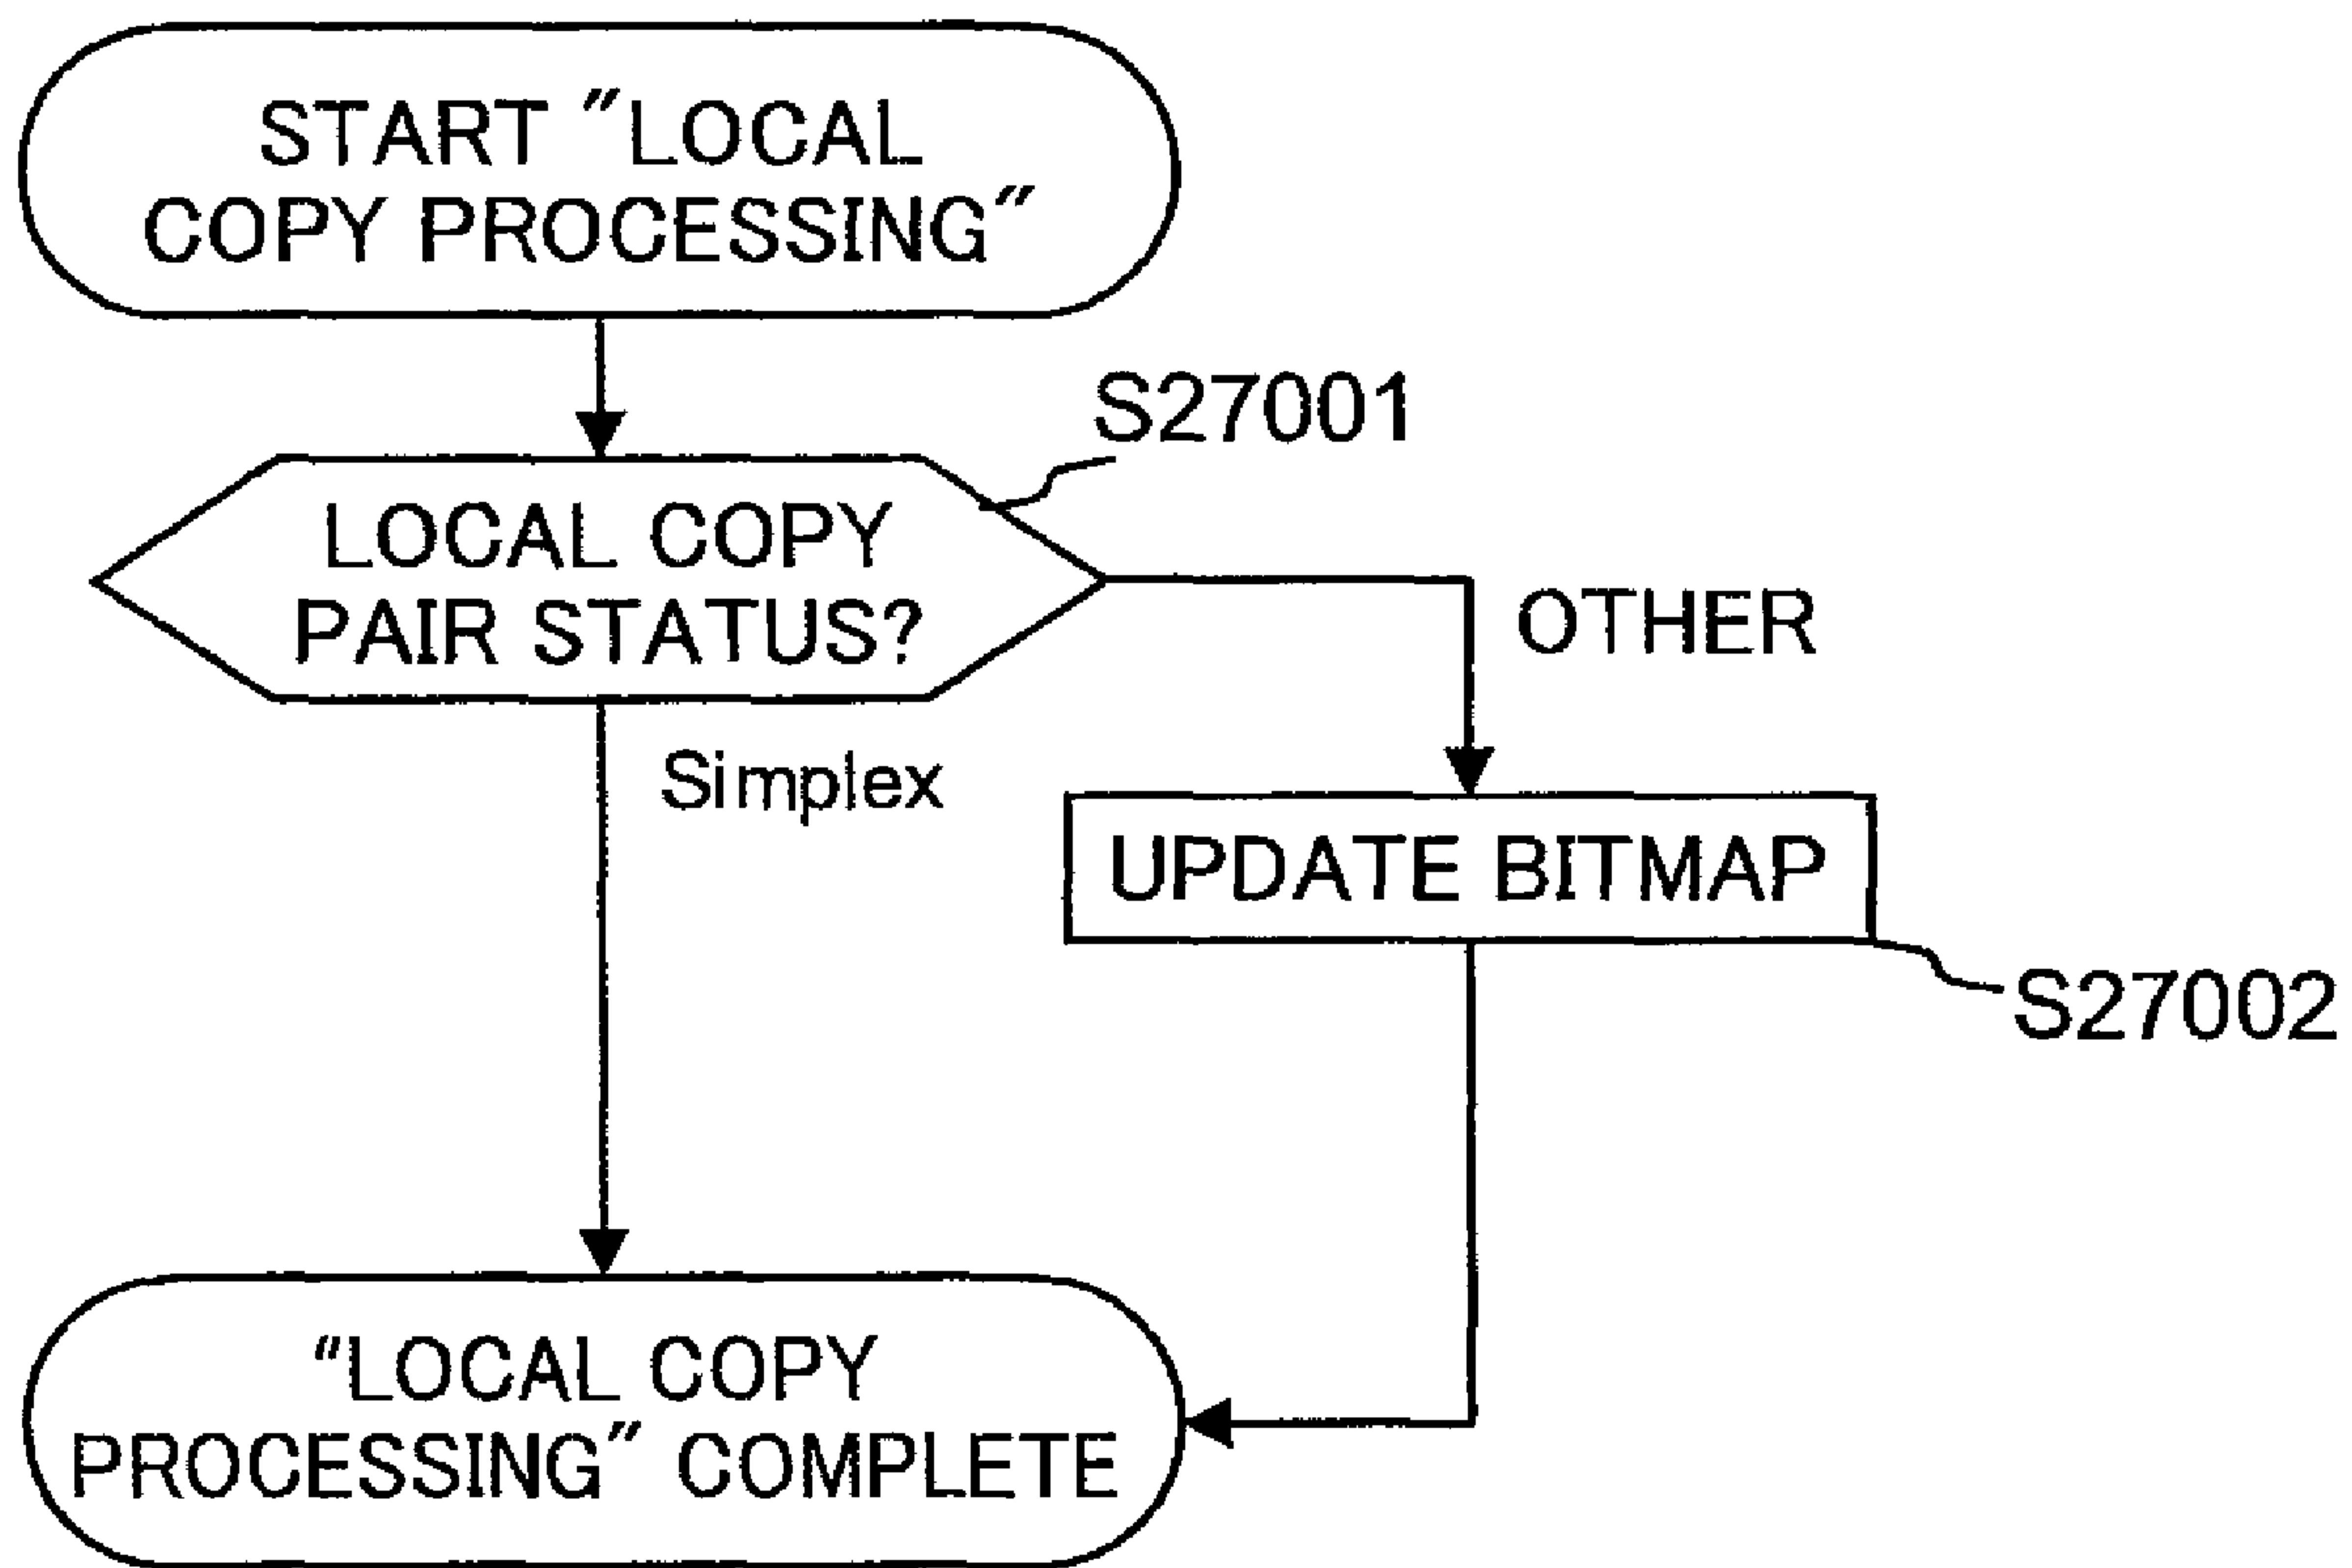 START "LOCAL
COPY PROCESSING"
S27001
LOCAL COPY
PAIR STATUS?
OTHER
Simplex
UPDATE BITMAP
S27002
"LOCAL COPY
PROCESSING" COMPLETE